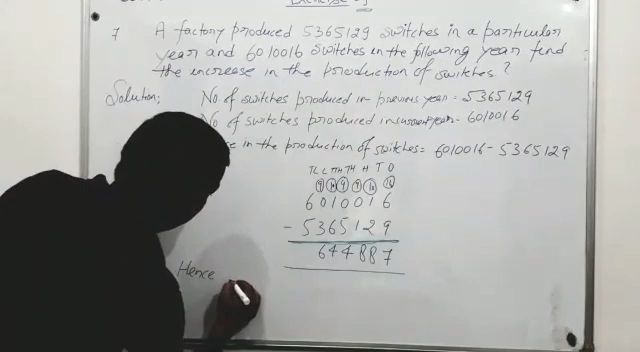 7 A factory produced 5365129 switches in a particular
year and 6010016 switches in the following year find
the increase in the production of switches?
Solution; No of switches produced in previous year = 5365129
No of switches produced in current year = 6010016
se in the production of switches = 6010016 - 5365129
TL L TTH TH H T O
6010016
- 5365129
644887
Hence